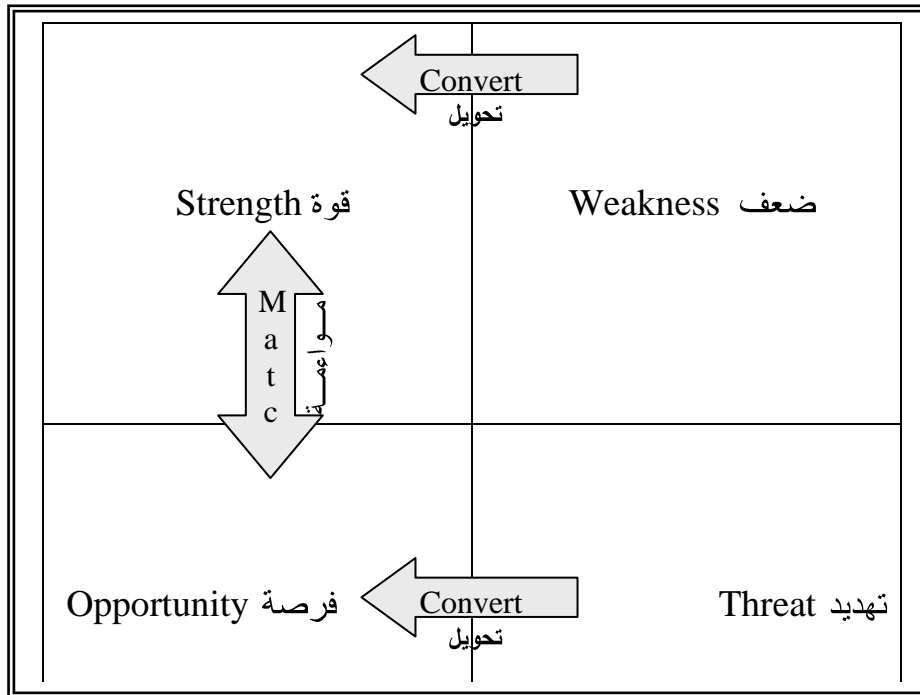 Convert
تحويل
Strength قوة
Weakness ضعف
M
a
t
c
مواءمة
Opportunity فرصة
Convert
تحويل
Threat تهديد